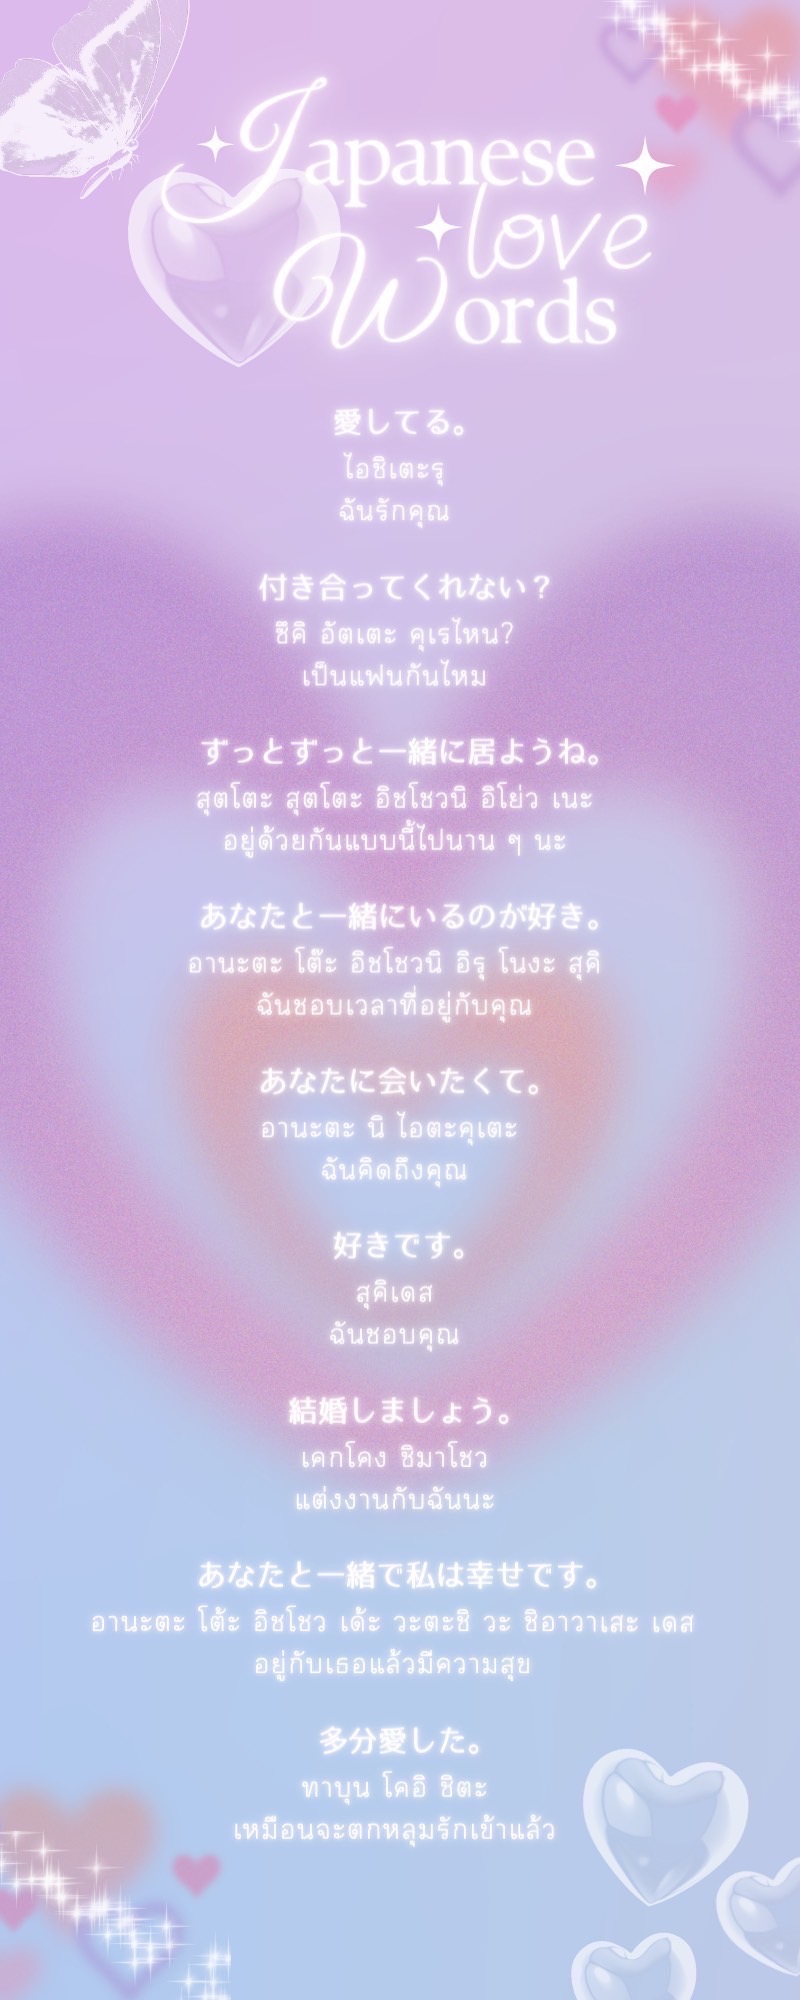 Japanese
love
Words
愛してる。
ไอชิเตะรุ
ฉันรักคุณ
付き合ってくれない？
ซึคิ อัตเตะ คุเรไหน?
เป็นแฟนกันไหม
ずっとずっと一緒に居ようね。
สุตโตะ สุตโตะ อิชโชวนิ อิโย่ว เนะ
อยู่ด้วยกันแบบนี้ไปนาน ๆ นะ
あなたと一緒にいるのが好き。
อานะตะ โต๊ะ อิชโชวนิ อิรุ โนงะ สุคิ
ฉันชอบเวลาที่อยู่กับคุณ
あなたに会いたくて。
อานะตะ นิ ไอตะคุเตะ
ฉันคิดถึงคุณ
好きです。
สุคิเดส
ฉันชอบคุณ
結婚しましょう。
เคกโคง ชิมาโชว
แต่งงานกับฉันนะ
あなたと一緒で私は幸せです。
อานะตะ โต้ะ อิชโชว เด้ะ วะตะชิ วะ ชิอาวาเสะ เดส
อยู่กับเธอแล้วมีความสุข
多分愛した。
ทาบุน โคอิ ชิตะ
เหมือนจะตกหลุมรักเข้าแล้ว